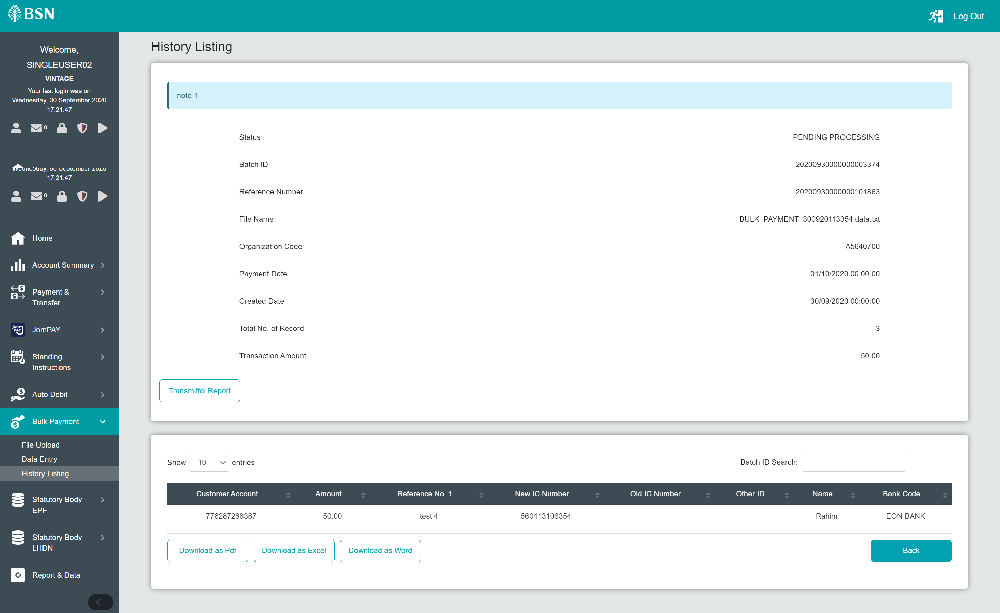 BSN
Log Out
Welcome,
SINGLEUSER02
VINTAGE
Your last login was on
Wednesday, 30 September 2020
17:21:47
0
Wednesday, 30 September 2020
17:21:47
0
Home
Account Summary
Payment &
Transfer
Jom
PAY
JomPAY
Standing
Instructions
Auto Debit
Bulk Payment
File Upload
Data Entry
History Listing
Statutory Body -
EPF
Statutory Body -
LHDN
Report & Data
History Listing
note 1
Status PENDING PROCESSING
Batch ID 20200930000000003374
Reference Number 20200930000000101863
File Name BULK_PAYMENT_300920113354.data.txt
Organization Code A5640700
Payment Date 01/10/2020 00:00:00
Created Date 30/09/2020 00:00:00
Total No. of Record 3
Transaction Amount 50.00
Transmittal Report
Show 10 entries Batch ID Search:
Customer Account Amount Reference No. 1 New IC Number Old IC Number Other ID Name Bank Code
778287288387 50.00 test 4 560413106354 Rahim EON BANK
Download as Pdf Download as Excel Download as Word Back